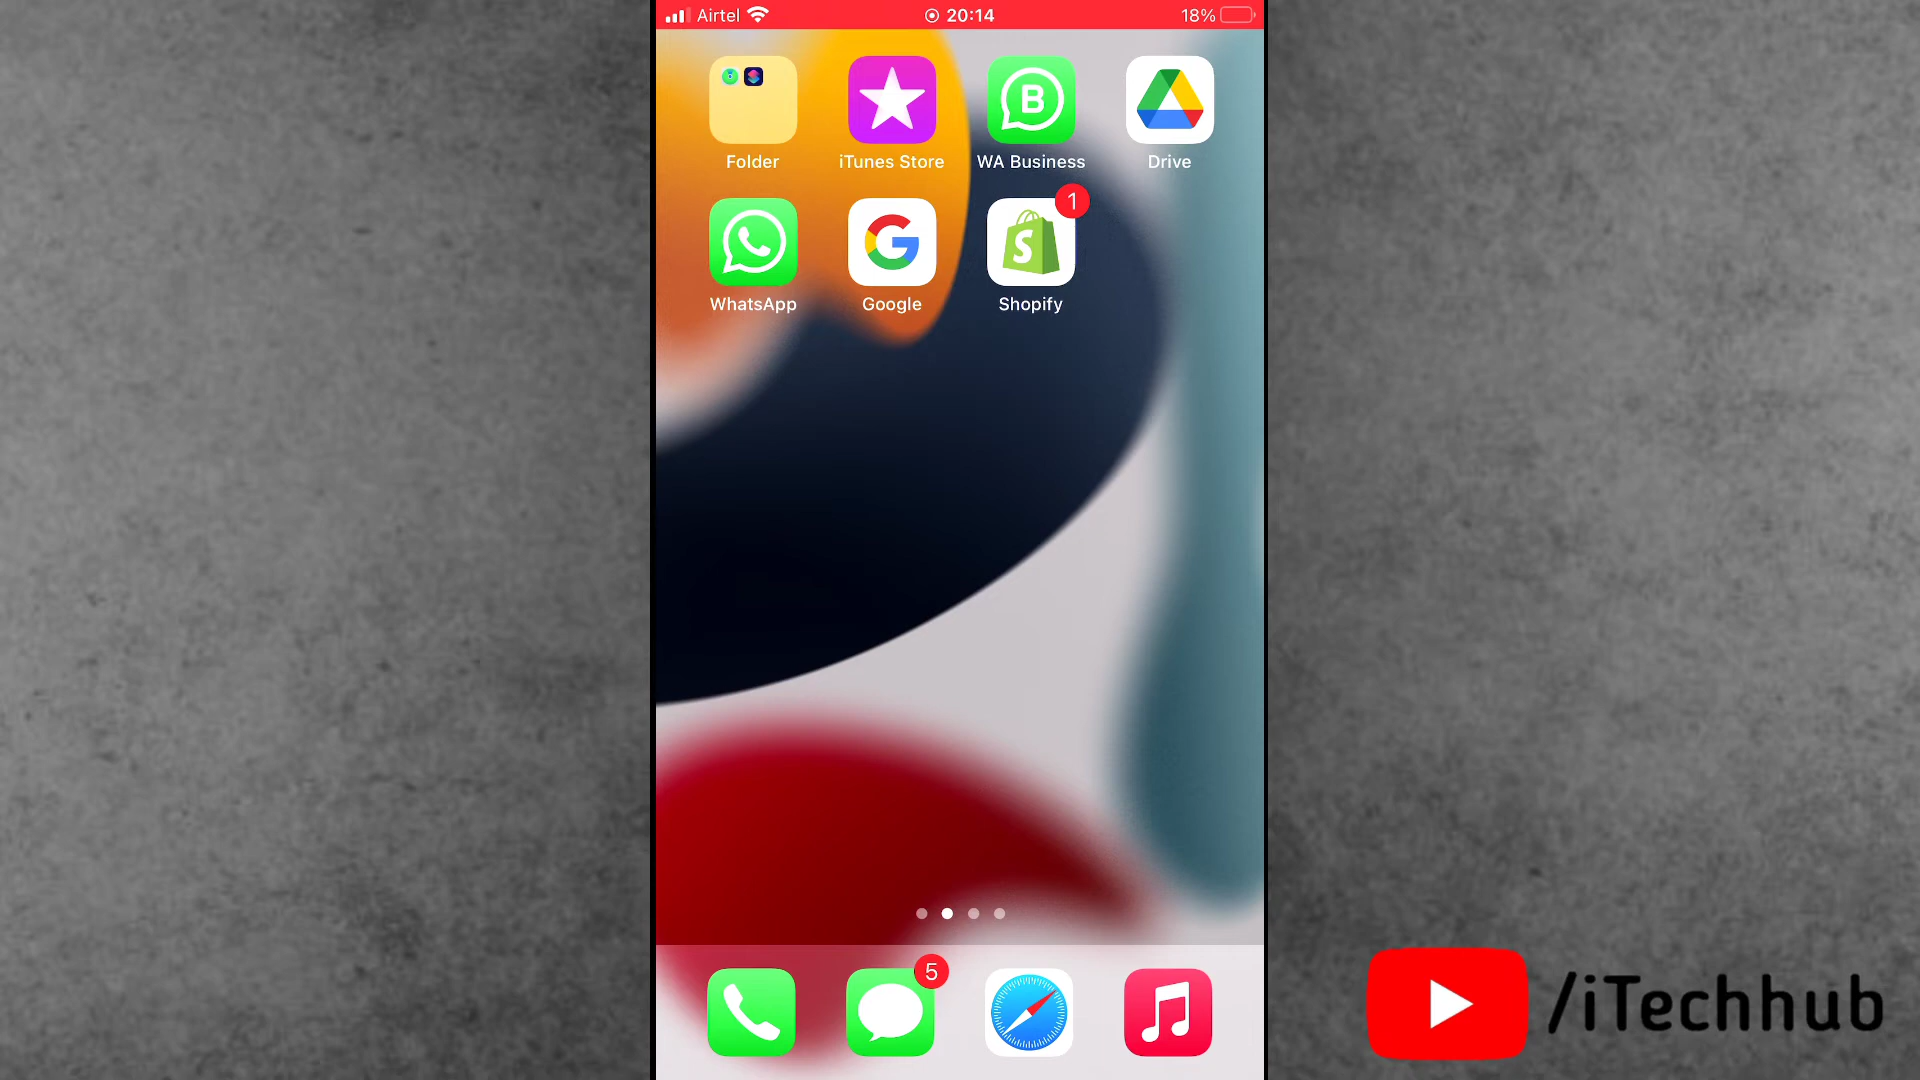 Airtel 20:14 18%
Folder iTunes Store WA Business Drive
1
WhatsApp Google Shopify
5
/iTechhub